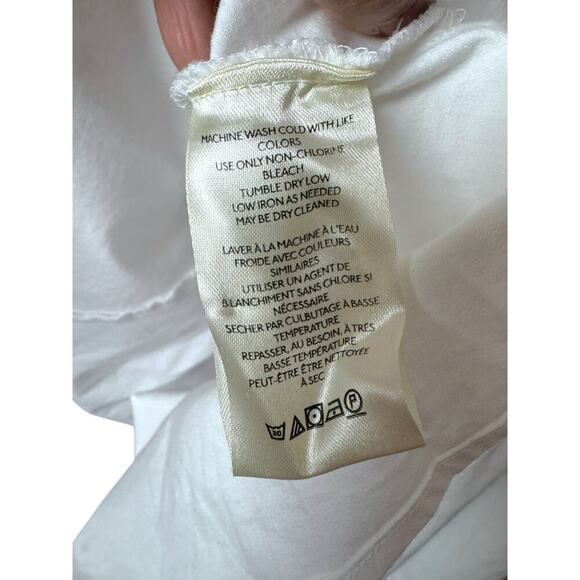 MACHINE WASH COLD WITH LIKE
COLORS
USE ONLY NON-CHLORINE
BLEACH
TUMBLE DRY LOW
LOW IRON AS NEEDED
MAY BE DRY CLEANED
LAVER À LA MACHINE À L'EAU
FROIDE AVEC COULEURS
SIMILAIRES
UTILISER UN AGENT DE
BLANCHIMENT SANS CHLORE SI
NÉCESSAIRE
SECHER PAR CULBUTAGE À BASSE
TEMPERATURE
REPASSER, AU BESOIN, À TRÉS
BASSE TEMPÉRATURE
PEUT-ÊTRE ÊTRE NETTOYÉE
À SEC
30 P